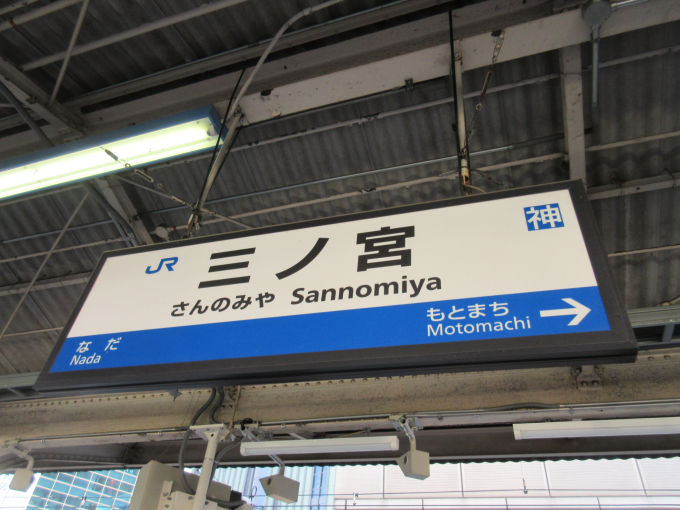 神
JR 三ノ宮
さんのみや Sannomiya
なだ
Nada
もとまち
Motomachi